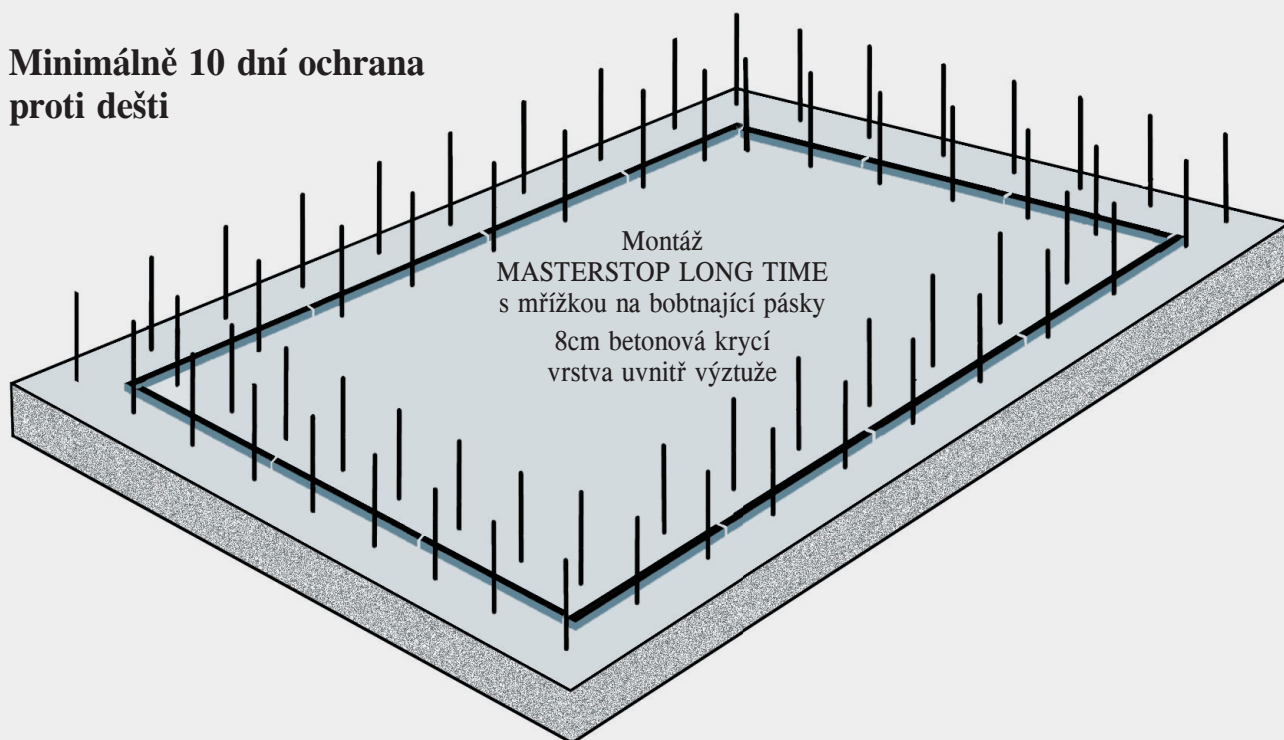 Minimálně 10 dní ochrana
proti dešti
Montáž
MASTERSTOP LONG TIME
s mřížkou na bobtnající pásky
8cm betonová krycí
vrstva uvnitř výztuže